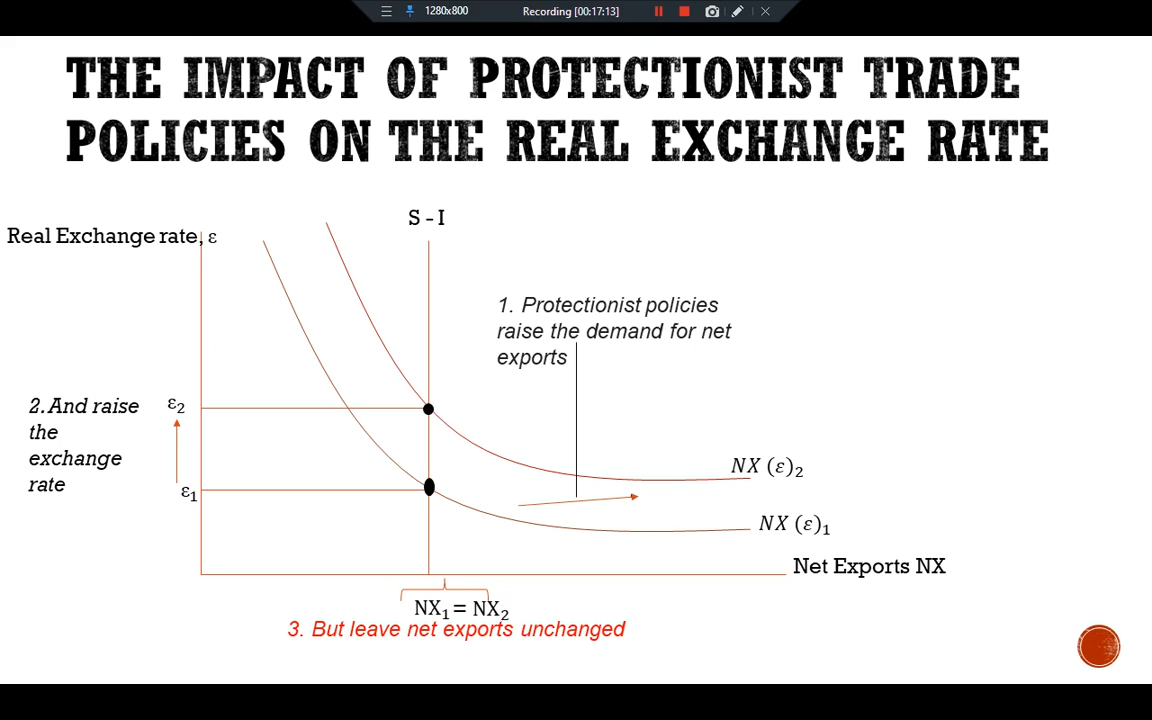 1280x800
Recording [00:17:13]
THE IMPACT OF PROTECTIONIST TRADE
POLICIES ON THE REAL EXCHANGE RATE
S - I
Real Exchange rate, ε
1. Protectionist policies
raise the demand for net
exports
2. And raise
the
exchange
rate
ε₂
ε₁
NX (ε)₂
NX (ε)₁
Net Exports NX
NX₁ = NX₂
3. But leave net exports unchanged